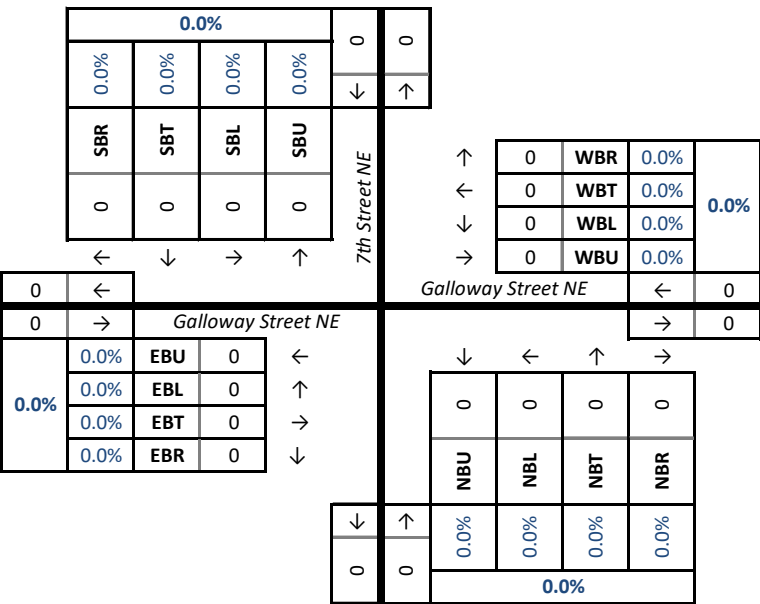 0.0%
0 0
0.0% 0.0% 0.0% 0.0%
↓ ↑
SBR SBT SBL SBU
7th Street NE
↑ 0 WBR 0.0%
← 0 WBT 0.0%
0.0%
↓ 0 WBL 0.0%
→ 0 WBU 0.0%
0 0 0 0
← ↓ → ↑
0 ←
Galloway Street NE
← 0
0 →
Galloway Street NE
→ 0
0.0% EBU 0 ←
0.0% EBL 0 ↑
0.0%
0.0% EBT 0 →
0.0% EBR 0 ↓
↓ ← ↑ →
0 0 0 0
NBU NBL NBT NBR
↓ ↑
0.0% 0.0% 0.0% 0.0%
0 0
0.0%